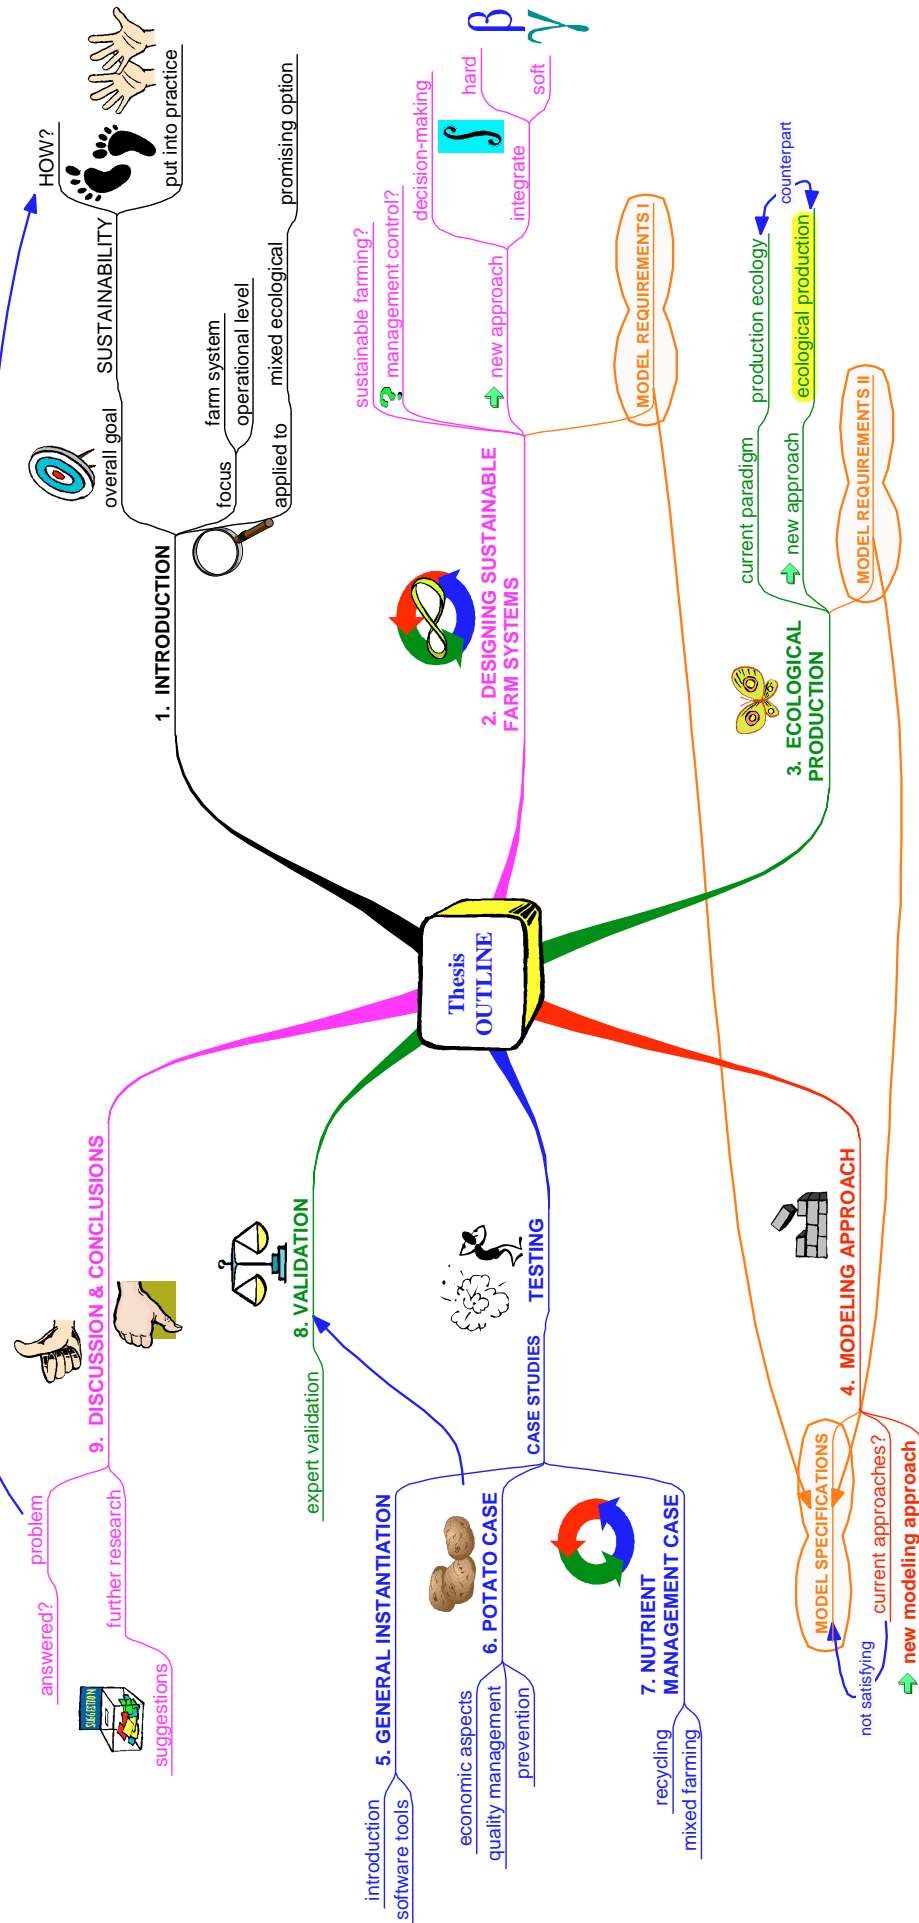 Thesis
OUTLINE
1. INTRODUCTION
overall goal
SUSTAINABILITY
HOW?
put into practice
focus
farm system
operational level
applied to
mixed ecological
promising option
2. DESIGNING SUSTAINABLE
FARM SYSTEMS
sustainable farming?
? management control?
new approach
decision-making
integrate
hard
soft
β
γ
∫
MODEL REQUIREMENTS I
3. ECOLOGICAL
PRODUCTION
current paradigm
production ecology
new approach
ecological production
counterpart
MODEL REQUIREMENTS II
4. MODELING APPROACH
MODEL SPECIFICATIONS
current approaches?
not satisfying
new modeling approach
TESTING
CASE STUDIES
5. GENERAL INSTANTIATION
introduction
software tools
6. POTATO CASE
economic aspects
quality management
prevention
7. NUTRIENT
MANAGEMENT CASE
recycling
mixed farming
8. VALIDATION
expert validation
9. DISCUSSION & CONCLUSIONS
problem
answered?
further research
suggestions
SUGGESTION